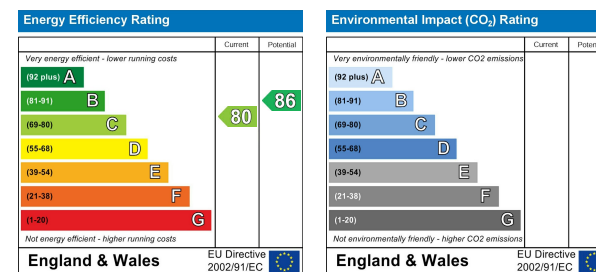 Energy Efficiency Rating
Current Potential
Very energy efficient - lower running costs
(92 plus) A
(81-91) B
(69-80) C
(55-68) D
(39-54) E
(21-38) F
(1-20) G
80
86
Not energy efficient - higher running costs
England & Wales
EU Directive
2002/91/EC
Environmental Impact (CO₂) Rating
Current Poten
Very environmentally friendly - lower CO2 emissions
(92 plus) A
(81-91) B
(69-80) C
(55-68) D
(39-54) E
(21-38) F
(1-20) G
Not environmentally friendly - higher CO2 emissions
England & Wales
EU Directive
2002/91/EC